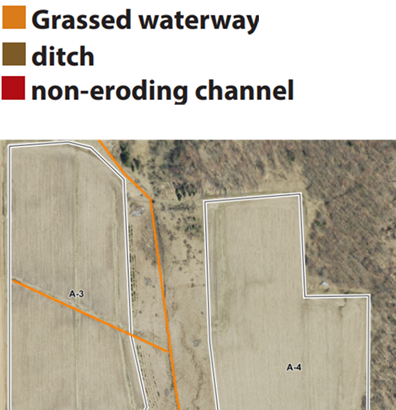 Grassed waterway
ditch
non-eroding channel
A-3
A-4